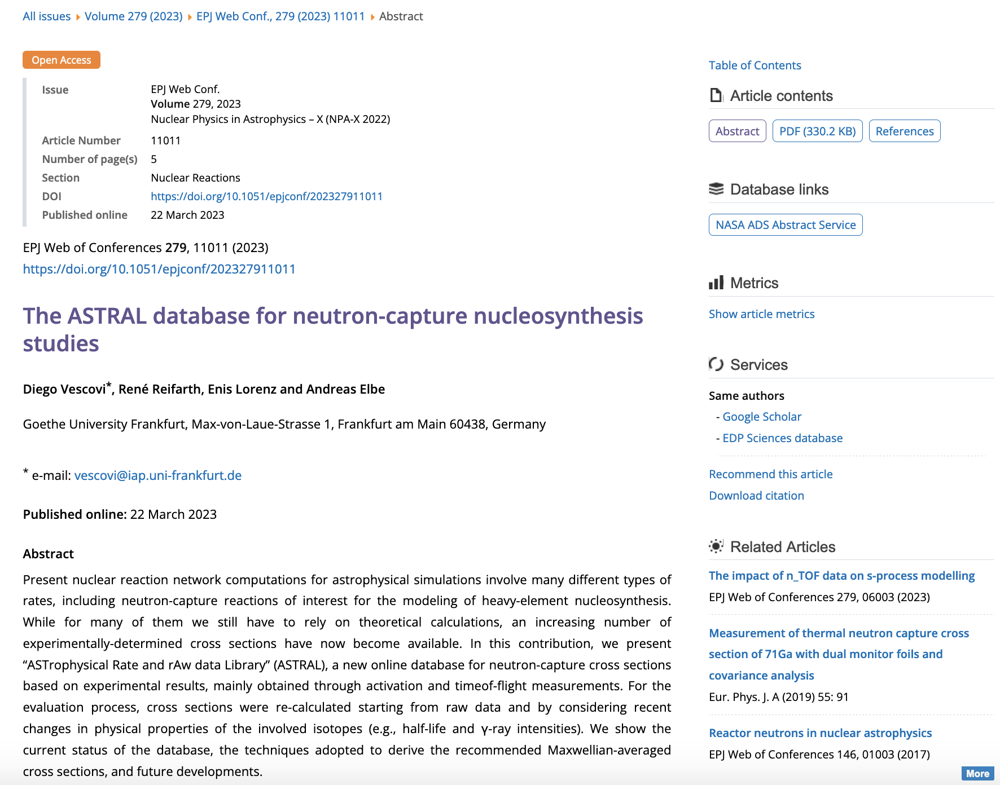 All issues Volume 279 (2023) EPJ Web Conf., 279 (2023) 11011 Abstract
Open Access
Issue EPJ Web Conf.
Volume 279, 2023
Nuclear Physics in Astrophysics – X (NPA-X 2022)
Article Number 11011
Number of page(s) 5
Section Nuclear Reactions
DOI https://doi.org/10.1051/epjconf/202327911011
Published online 22 March 2023
EPJ Web of Conferences 279, 11011 (2023)
https://doi.org/10.1051/epjconf/202327911011
The ASTRAL database for neutron-capture nucleosynthesis
studies
Diego Vescovi*, René Reifarth, Enis Lorenz and Andreas Elbe
Goethe University Frankfurt, Max-von-Laue-Strasse 1, Frankfurt am Main 60438, Germany
* e-mail: vescovi@iap.uni-frankfurt.de
Published online: 22 March 2023
Abstract
Present nuclear reaction network computations for astrophysical simulations involve many different types of
rates, including neutron-capture reactions of interest for the modeling of heavy-element nucleosynthesis.
While for many of them we still have to rely on theoretical calculations, an increasing number of
experimentally-determined cross sections have now become available. In this contribution, we present
“ASTrophysical Rate and rAw data Library” (ASTRAL), a new online database for neutron-capture cross sections
based on experimental results, mainly obtained through activation and timeof-flight measurements. For the
evaluation process, cross sections were re-calculated starting from raw data and by considering recent
changes in physical properties of the involved isotopes (e.g., half-life and γ-ray intensities). We show the
current status of the database, the techniques adopted to derive the recommended Maxwellian-averaged
cross sections, and future developments.
Table of Contents
Article contents
Abstract PDF (330.2 KB) References
Database links
NASA ADS Abstract Service
Metrics
Show article metrics
Services
Same authors
- Google Scholar
- EDP Sciences database
Recommend this article
Download citation
Related Articles
The impact of n_TOF data on s-process modelling
EPJ Web of Conferences 279, 06003 (2023)
Measurement of thermal neutron capture cross
section of 71Ga with dual monitor foils and
covariance analysis
Eur. Phys. J. A (2019) 55: 91
Reactor neutrons in nuclear astrophysics
EPJ Web of Conferences 146, 01003 (2017)
More